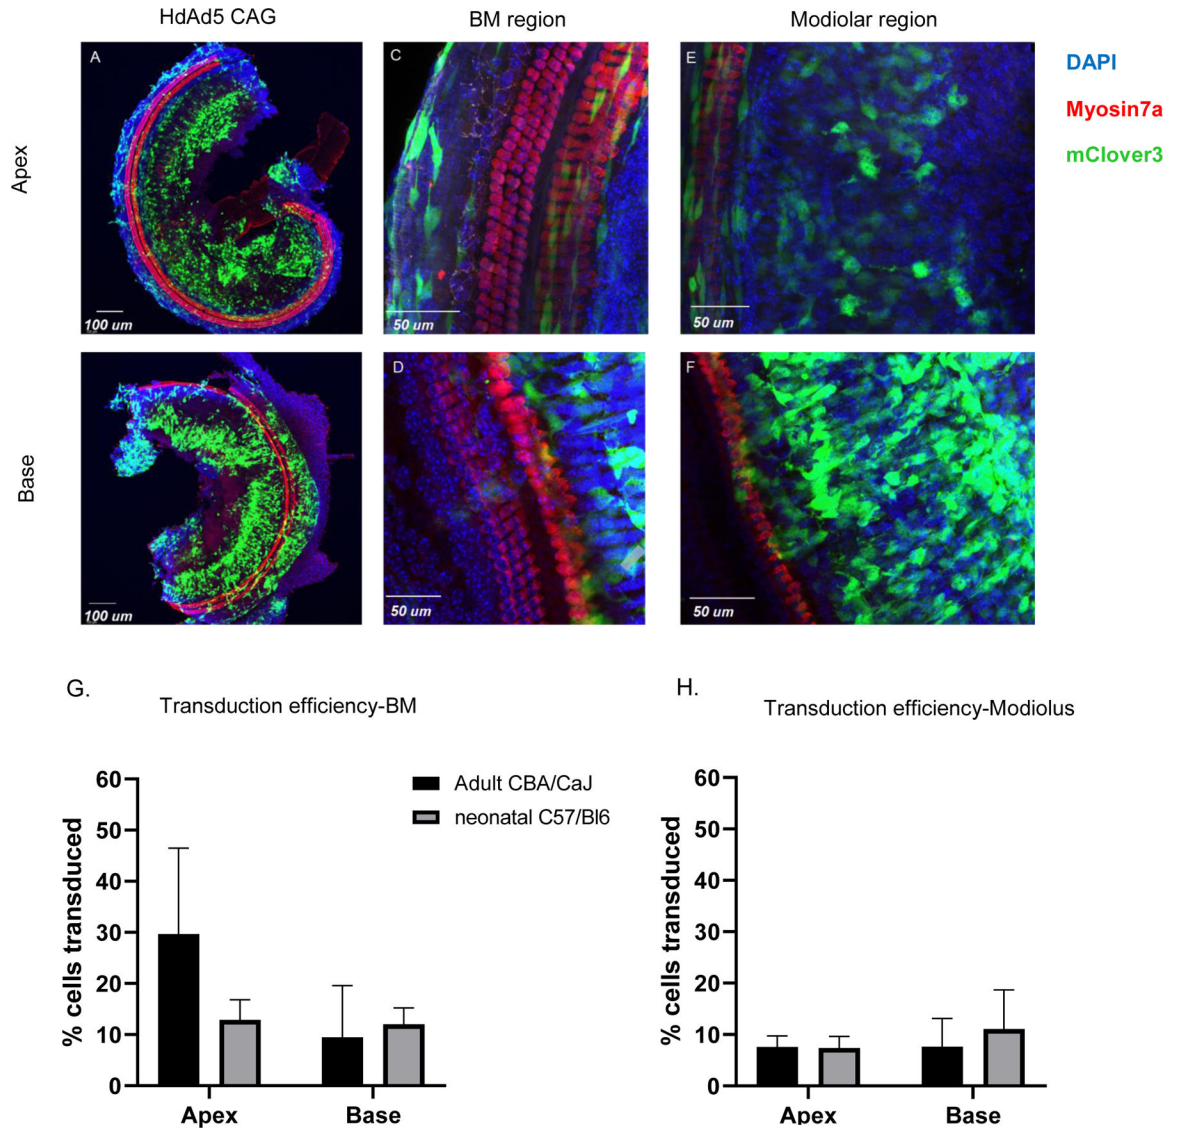 HdAd5 CAG
BM region
Modiolar region
A
C
E
DAPI
Myosin7a
mClover3
Apex
100 um
50 um
50 um
D
F
Base
100 um
50 um
50 um
G.
Transduction efficiency-BM
H.
Transduction efficiency-Modiolus
Adult CBA/CaJ
neonatal C57/Bl6
% cells transduced
60
50
40
30
20
10
0
Apex
Base
% cells transduced
60
50
40
30
20
10
0
Apex
Base